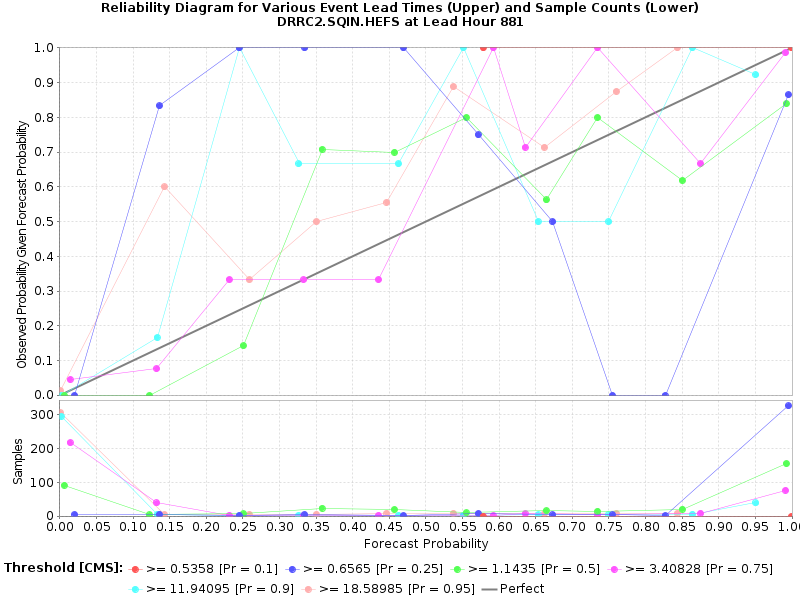 Reliability Diagram for Various Event Lead Times (Upper) and Sample Counts (Lower)
DRRC2.SQIN.HEFS at Lead Hour 881
Observed Probability Given Forecast Probability
1.0
0.9
0.8
0.7
0.6
0.5
0.4
0.3
0.2
0.1
0.0
Samples
300
200
100
0
0.00 0.05 0.10 0.15 0.20 0.25 0.30 0.35 0.40 0.45 0.50 0.55 0.60 0.65 0.70 0.75 0.80 0.85 0.90 0.95 1.00
Forecast Probability
Threshold [CMS]: >= 0.5358 [Pr = 0.1] >= 0.6565 [Pr = 0.25] >= 1.1435 [Pr = 0.5] >= 3.40828 [Pr = 0.75]
>= 11.94095 [Pr = 0.9] >= 18.58985 [Pr = 0.95] Perfect